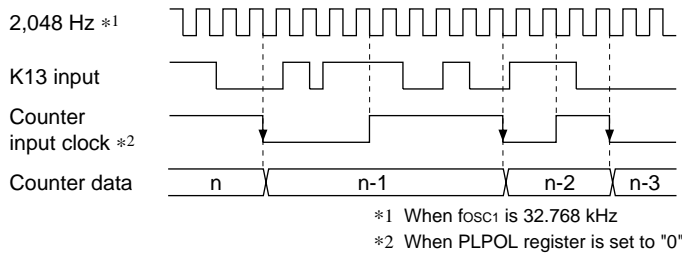 2,048 Hz *1
K13 input
Counter
input clock *2
Counter data n n-1 n-2 n-3
*1 When fOSC1 is 32.768 kHz
*2 When PLPOL register is set to "0"